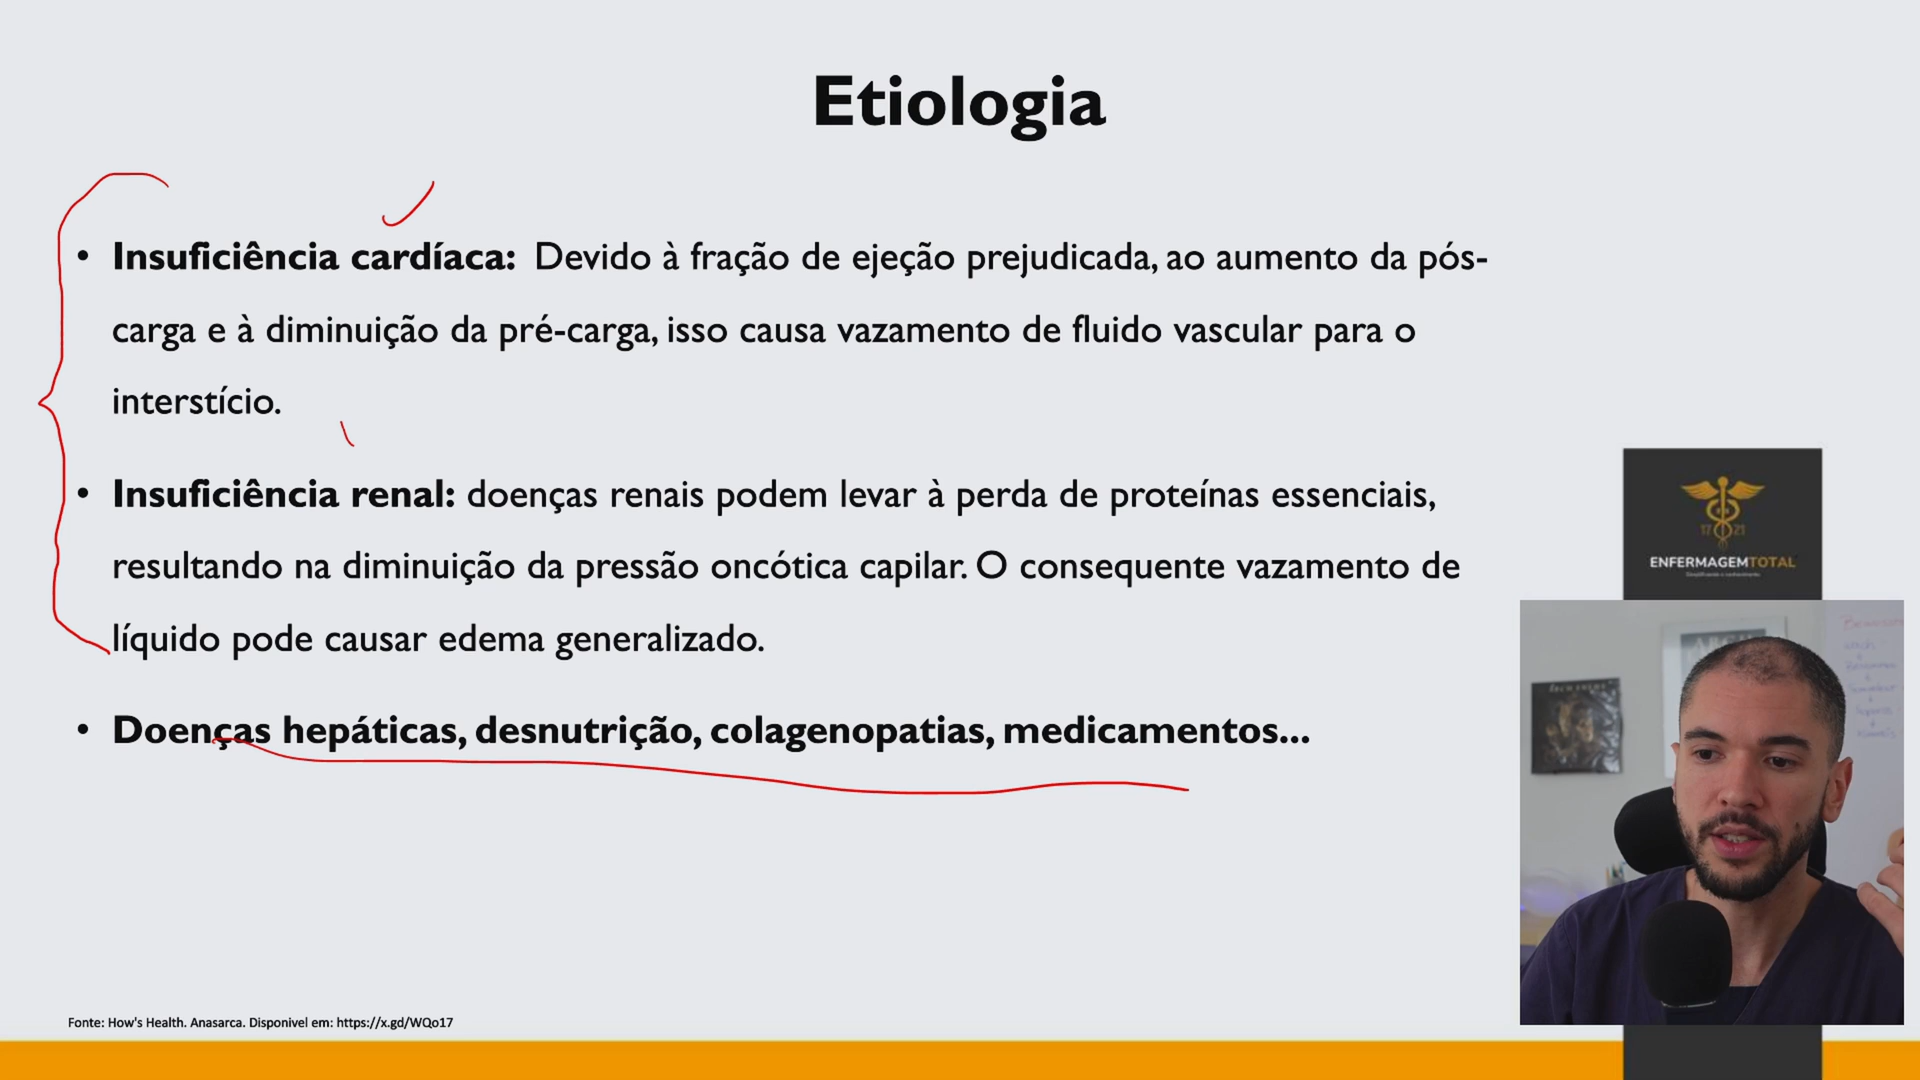 Etiologia
• Insuficiência cardíaca: Devido à fração de ejeção prejudicada, ao aumento da pós-
carga e à diminuição da pré-carga, isso causa vazamento de fluido vascular para o
interstício.
• Insuficiência renal: doenças renais podem levar à perda de proteínas essenciais,
resultando na diminuição da pressão oncótica capilar. O consequente vazamento de
líquido pode causar edema generalizado.
• Doenças hepáticas, desnutrição, colagenopatias, medicamentos...
17 21
ENFERMAGEMTOTAL
Fonte: How's Health. Anasarca. Disponivel em: https://x.gd/WQo17